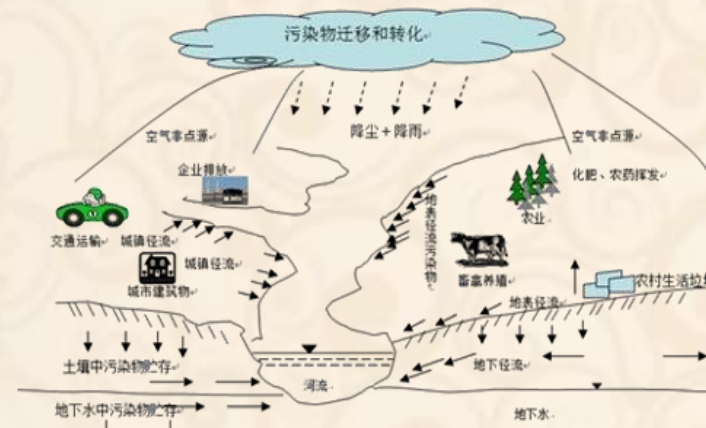 污染物迁移和转化
降尘+降雨
空气非点源
空气非点源
企业排放
化肥、农药挥发
农业
交通运输
城镇径流
城镇径流
城市建筑物
地表径流污染物
畜禽养殖
农村生活垃圾
地表径流
土壤中污染物贮存
地下径流
河流
地下水中污染物贮存
地下水